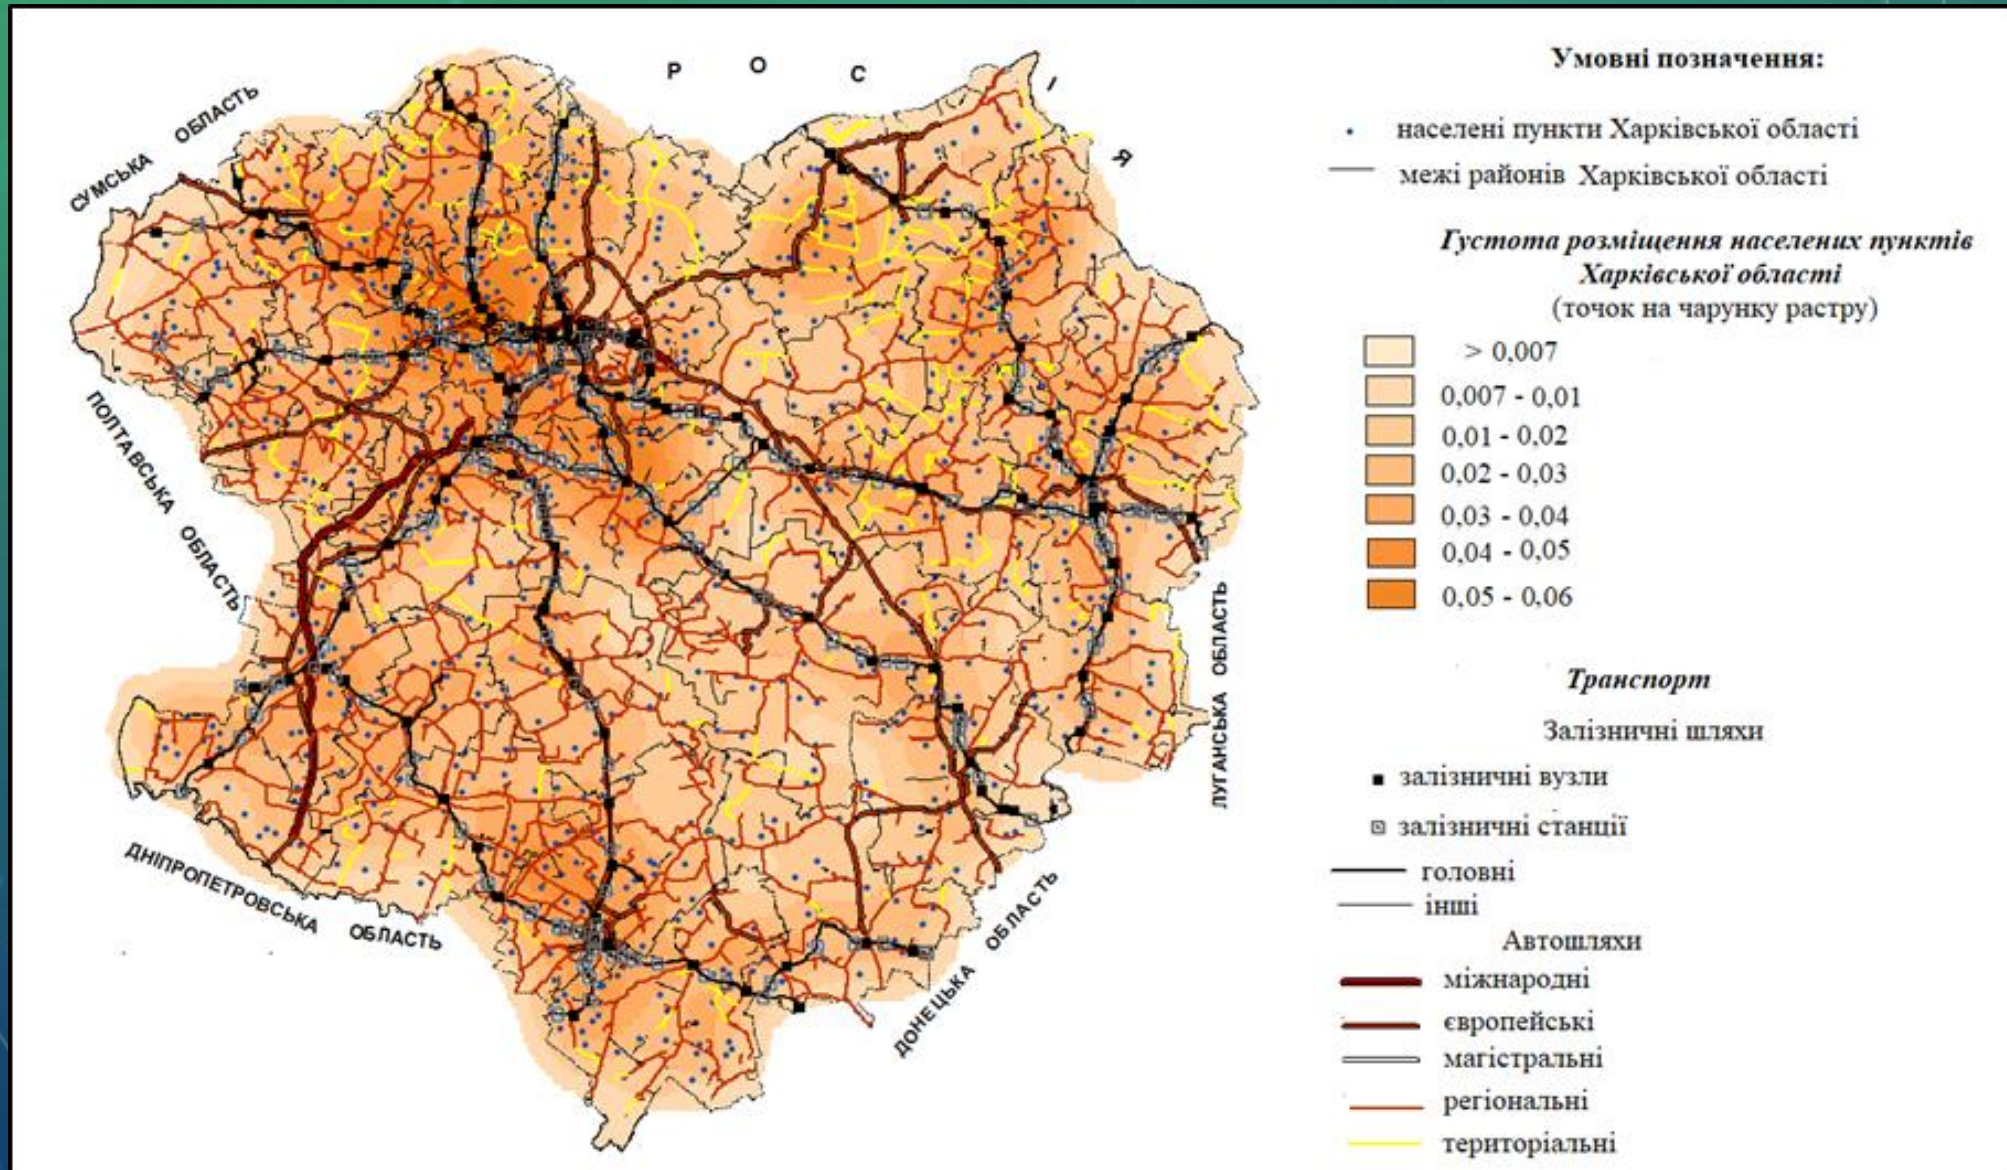 Р О С І Я
СУМСЬКА ОБЛАСТЬ
ПОЛТАВСЬКА ОБЛАСТЬ
ДНІПРОПЕТРОВСЬКА ОБЛАСТЬ
ДОНЕЦЬКА ОБЛАСТЬ
ЛУГАНСЬКА ОБЛАСТЬ
Умовні позначення:
населені пункти Харківської області
межі районів Харківської області
Густота розміщення населених пунктів
Харківської області
(точок на чарунку растру)
> 0,007
0,007 - 0,01
0,01 - 0,02
0,02 - 0,03
0,03 - 0,04
0,04 - 0,05
0,05 - 0,06
Транспорт
Залізничні шляхи
залізничні вузли
залізничні станції
головні
інші
Автошляхи
міжнародні
європейські
магістральні
регіональні
територіальні